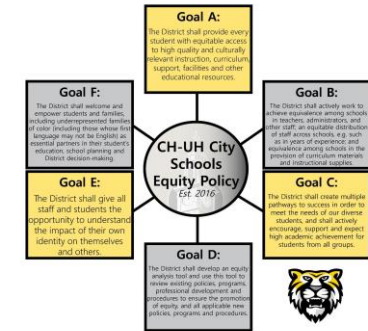 Goal A:
The District shall provide every
student with equitable access
to high quality and culturally
relevant instruction, curriculum,
support, facilities and other
educational resources.
Goal F:
The District shall welcome and
empower students and families,
including underrepresented families
of color (including those whose first
language may not be English) as
essential partners in their student's
education, school planning and
District decision-making.
Goal B:
The District shall actively work to
achieve equivalence among schools
in teachers, administrators, and
other staff, an equitable distribution
of staff across schools, e.g. such
as in years of experience; and
equivalence among schools in the
provision of curriculum materials
and instructional supplies.
CH-UH City
Schools
Equity Policy
Est. 2016
Goal E:
The District shall give all
staff and students the
opportunity to understand
the impact of their own
identity on themselves
and others.
Goal C:
The District shall create multiple
pathways to success in order to
meet the needs of our diverse
students, and shall actively
encourage, support and expect
high academic achievement for
students from all groups.
Goal D:
The District shall develop an equity
analysis tool and use this tool to
review existing policies, programs,
professional development and
procedures to ensure the promotion
of equity, and all applicable new
policies, programs and procedures.